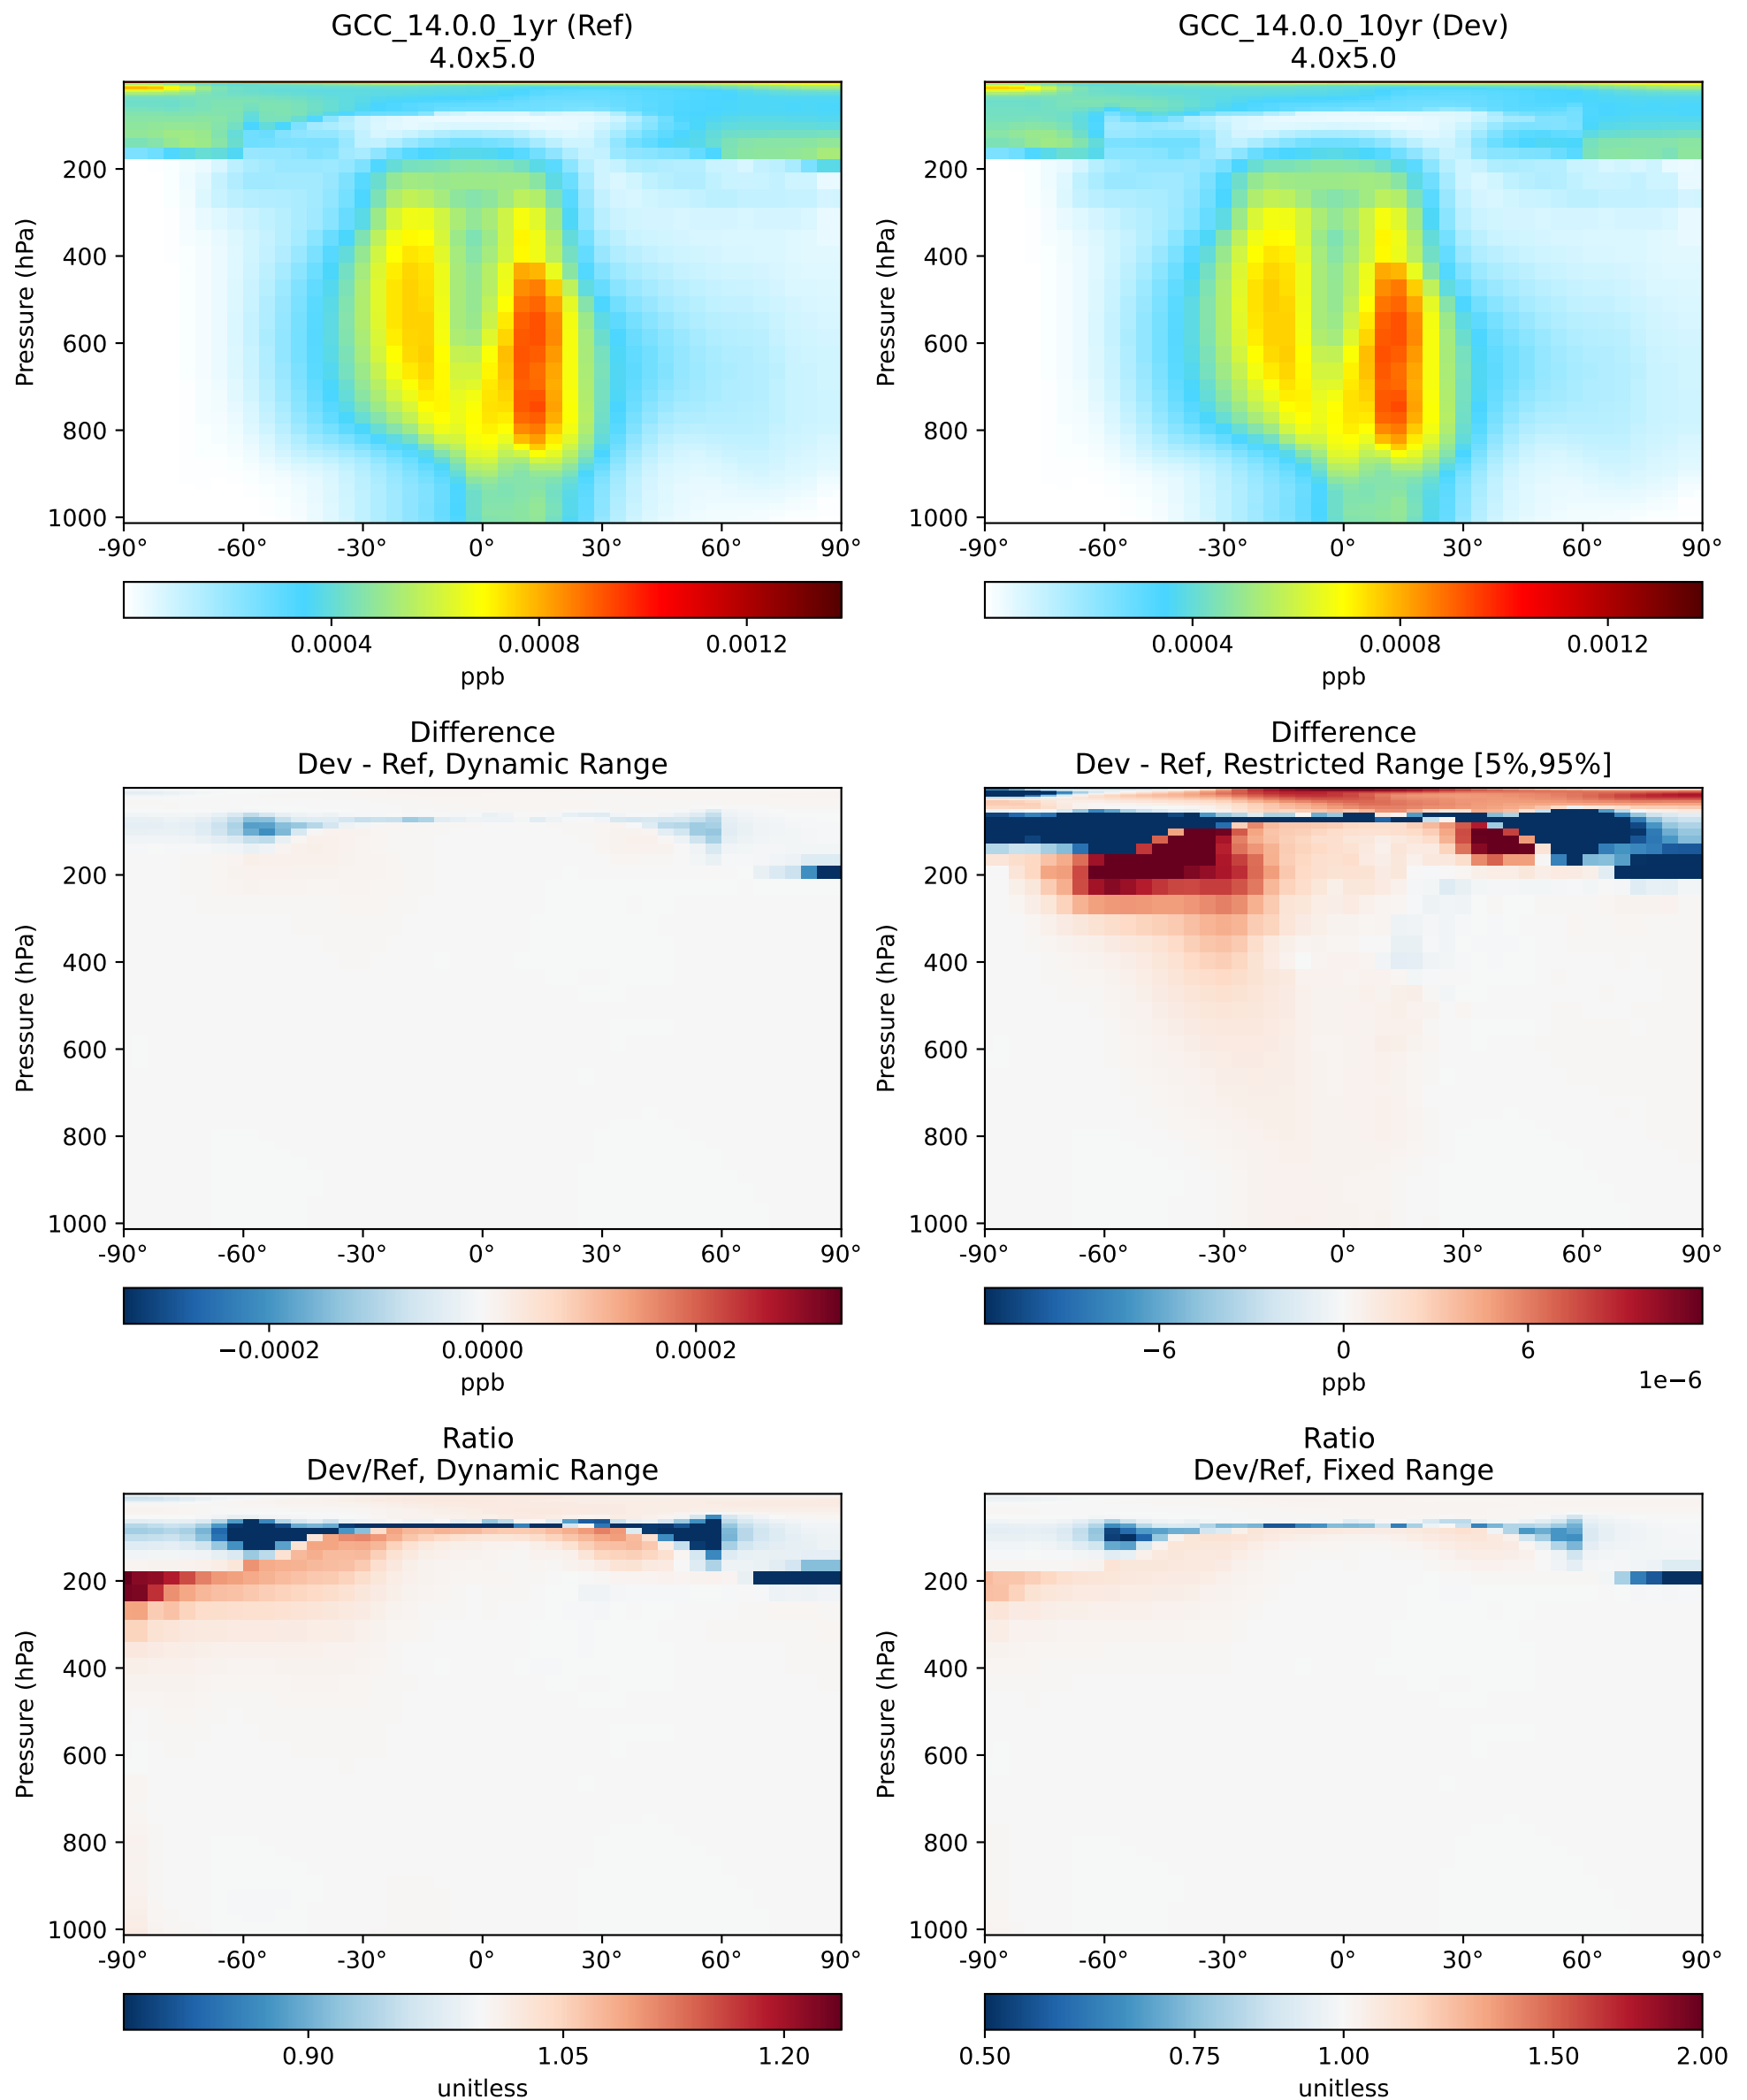 GCC_14.0.0_1yr (Ref)
4.0x5.0
GCC_14.0.0_10yr (Dev)
4.0x5.0
Pressure (hPa)
200
400
600
800
1000
-90° -60° -30° 0° 30° 60° 90°
0.0004 0.0008 0.0012
ppb
Pressure (hPa)
200
400
600
800
1000
-90° -60° -30° 0° 30° 60° 90°
0.0004 0.0008 0.0012
ppb
Difference
Dev - Ref, Dynamic Range
Pressure (hPa)
200
400
600
800
1000
-90° -60° -30° 0° 30° 60° 90°
−0.0002 0.0000 0.0002
ppb
Difference
Dev - Ref, Restricted Range [5%,95%]
Pressure (hPa)
200
400
600
800
1000
-90° -60° -30° 0° 30° 60° 90°
−6 0 6
ppb
1e−6
Ratio
Dev/Ref, Dynamic Range
Pressure (hPa)
200
400
600
800
1000
-90° -60° -30° 0° 30° 60° 90°
0.90 1.05 1.20
unitless
Ratio
Dev/Ref, Fixed Range
Pressure (hPa)
200
400
600
800
1000
-90° -60° -30° 0° 30° 60° 90°
0.50 0.75 1.00 1.50 2.00
unitless